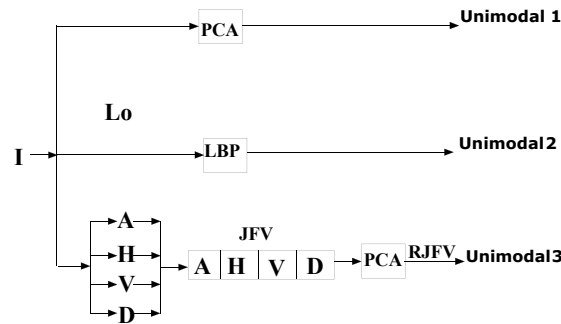 PCA
Unimodal 1
Lo
I
LBP
Unimodal2
A
H
V
D
JFV
A H V D
PCA
RJFV
Unimodal3